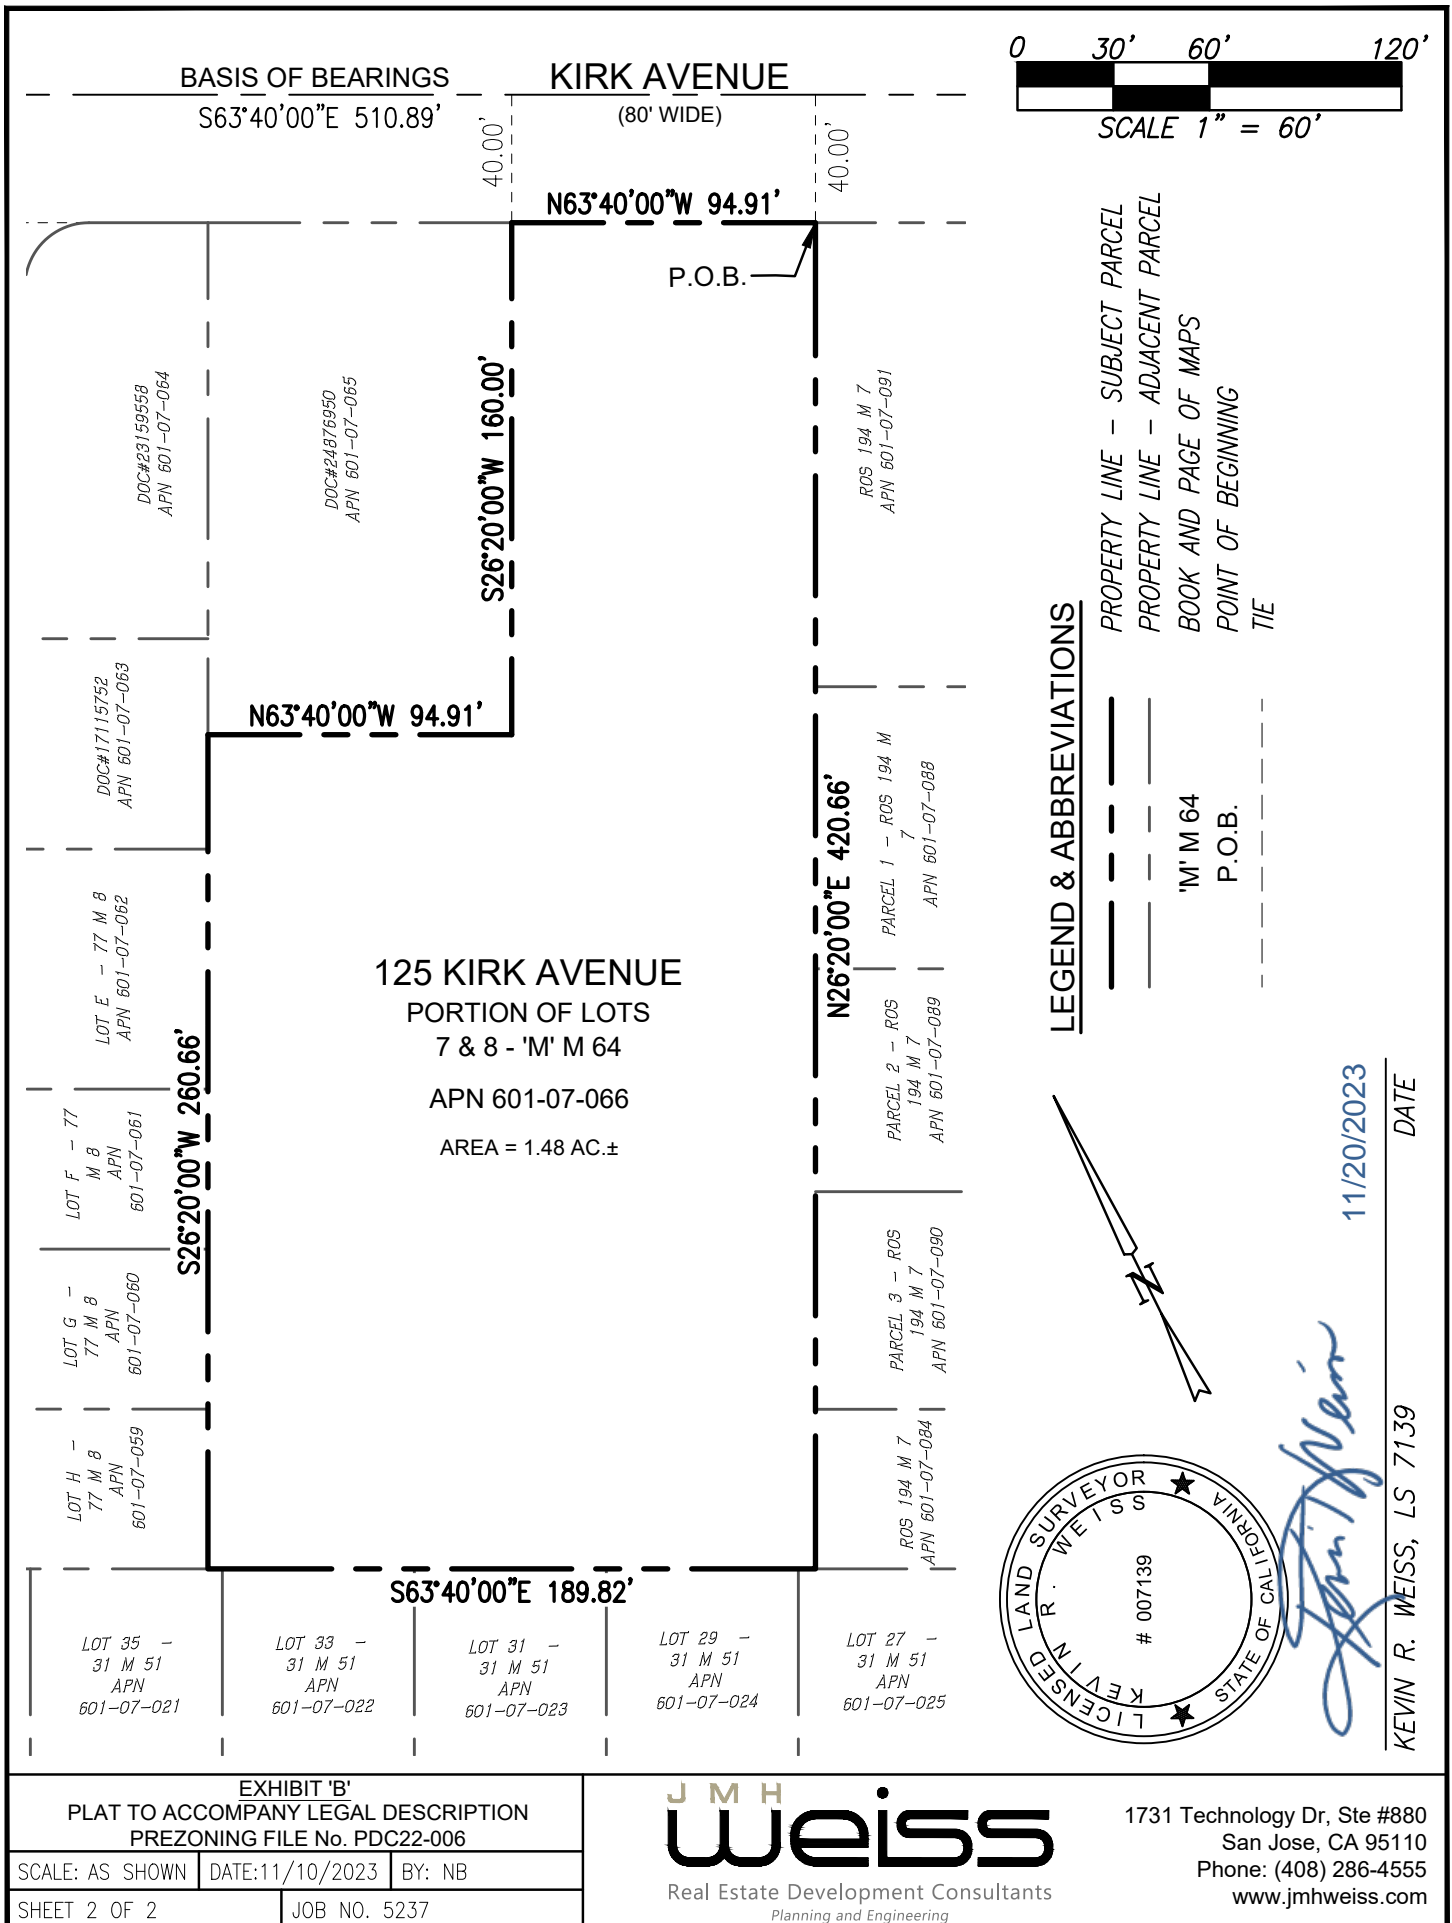 BASIS OF BEARINGS
S63°40'00"E 510.89'
KIRK AVENUE
(80' WIDE)
40.00'
40.00'
0 30' 60' 120'
SCALE 1" = 60'
N63°40'00"W 94.91'
P.O.B.
S26°20'00"W 160.00'
N63°40'00"W 94.91'
S26°20'00"W 260.66'
N26°20'00"E 420.66'
S63°40'00"E 189.82'
DOC#23159558
APN 601-07-064
DOC#24876950
APN 601-07-065
DOC#17115752
APN 601-07-063
LOT E - 77 M 8
APN 601-07-062
LOT F - 77
M 8
APN
601-07-061
LOT G -
77 M 8
APN
601-07-060
LOT H -
77 M 8
APN
601-07-059
125 KIRK AVENUE
PORTION OF LOTS
7 & 8 - 'M' M 64
APN 601-07-066
AREA = 1.48 AC.±
ROS 194 M 7
APN 601-07-091
PARCEL 1 - ROS 194 M
7
APN 601-07-088
PARCEL 2 - ROS
194 M 7
APN 601-07-089
PARCEL 3 - ROS
194 M 7
APN 601-07-090
ROS 194 M 7
APN 601-07-084
LOT 35 -
31 M 51
APN
601-07-021
LOT 33 -
31 M 51
APN
601-07-022
LOT 31 -
31 M 51
APN
601-07-023
LOT 29 -
31 M 51
APN
601-07-024
LOT 27 -
31 M 51
APN
601-07-025
LEGEND & ABBREVIATIONS
PROPERTY LINE - SUBJECT PARCEL
PROPERTY LINE - ADJACENT PARCEL
'M' M 64 BOOK AND PAGE OF MAPS
P.O.B. POINT OF BEGINNING
TIE
N
LICENSED LAND SURVEYOR
KEVIN R. WEISS
# 007139
STATE OF CALIFORNIA
Kevin R Weiss
11/20/2023
KEVIN R. WEISS, LS 7139 DATE
EXHIBIT 'B'
PLAT TO ACCOMPANY LEGAL DESCRIPTION
PREZONING FILE No. PDC22-006
SCALE: AS SHOWN DATE:11/10/2023 BY: NB
SHEET 2 OF 2 JOB NO. 5237
JMH
weiss
Real Estate Development Consultants
Planning and Engineering
1731 Technology Dr, Ste #880
San Jose, CA 95110
Phone: (408) 286-4555
www.jmhweiss.com